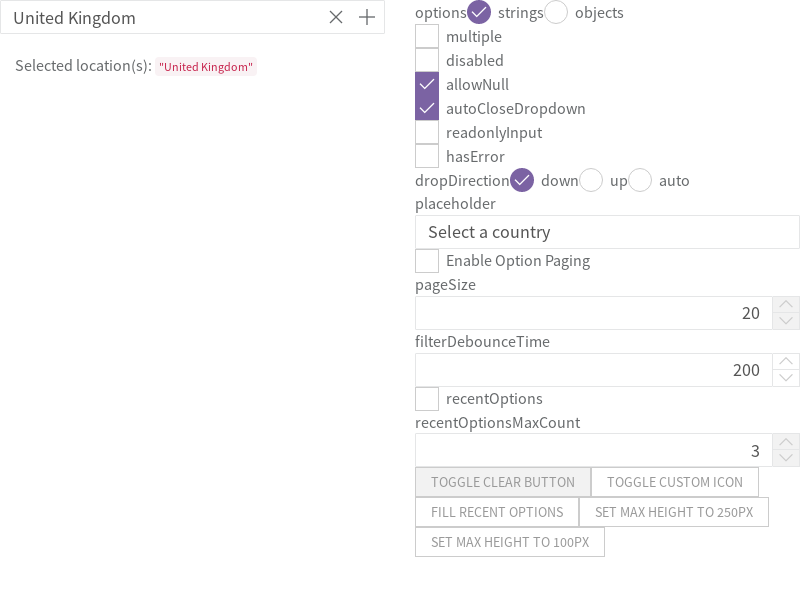 United Kingdom
Selected location(s): "United Kingdom"
options strings objects
multiple
disabled
allowNull
autoCloseDropdown
readonlyInput
hasError
dropDirection down up auto
placeholder
Select a country
Enable Option Paging
pageSize
20
filterDebounceTime
200
recentOptions
recentOptionsMaxCount
3
TOGGLE CLEAR BUTTON TOGGLE CUSTOM ICON
FILL RECENT OPTIONS SET MAX HEIGHT TO 250PX
SET MAX HEIGHT TO 100PX